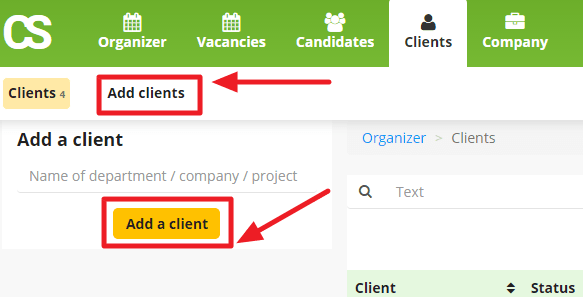 CS
Organizer
Vacancies
Candidates
Clients
Company
Clients 4
Add clients
Add a client
Name of department / company / project
Add a client
Organizer > Clients
Text
Client
Status